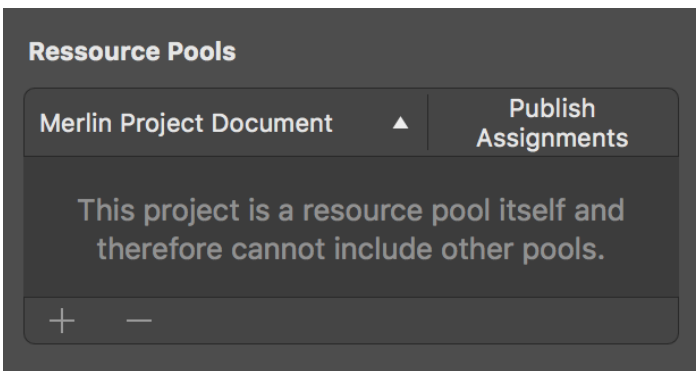 Ressource Pools
Merlin Project Document ▲
Publish
Assignments
This project is a resource pool itself and
therefore cannot include other pools.
+ −